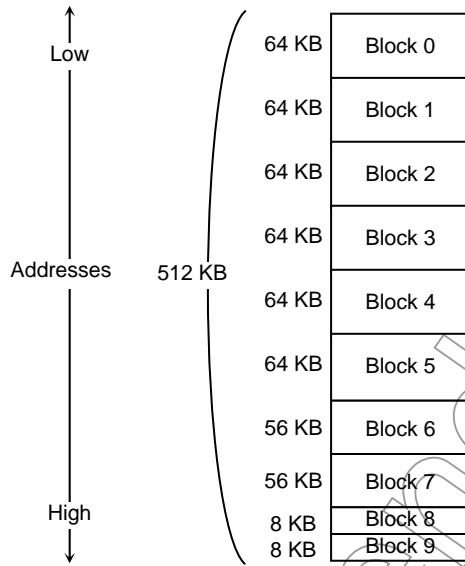 64 KB Block 0
Low
64 KB Block 1
64 KB Block 2
64 KB Block 3
Addresses 512 KB
64 KB Block 4
64 KB Block 5
56 KB Block 6
56 KB Block 7
High
8 KB Block 8
8 KB Block 9